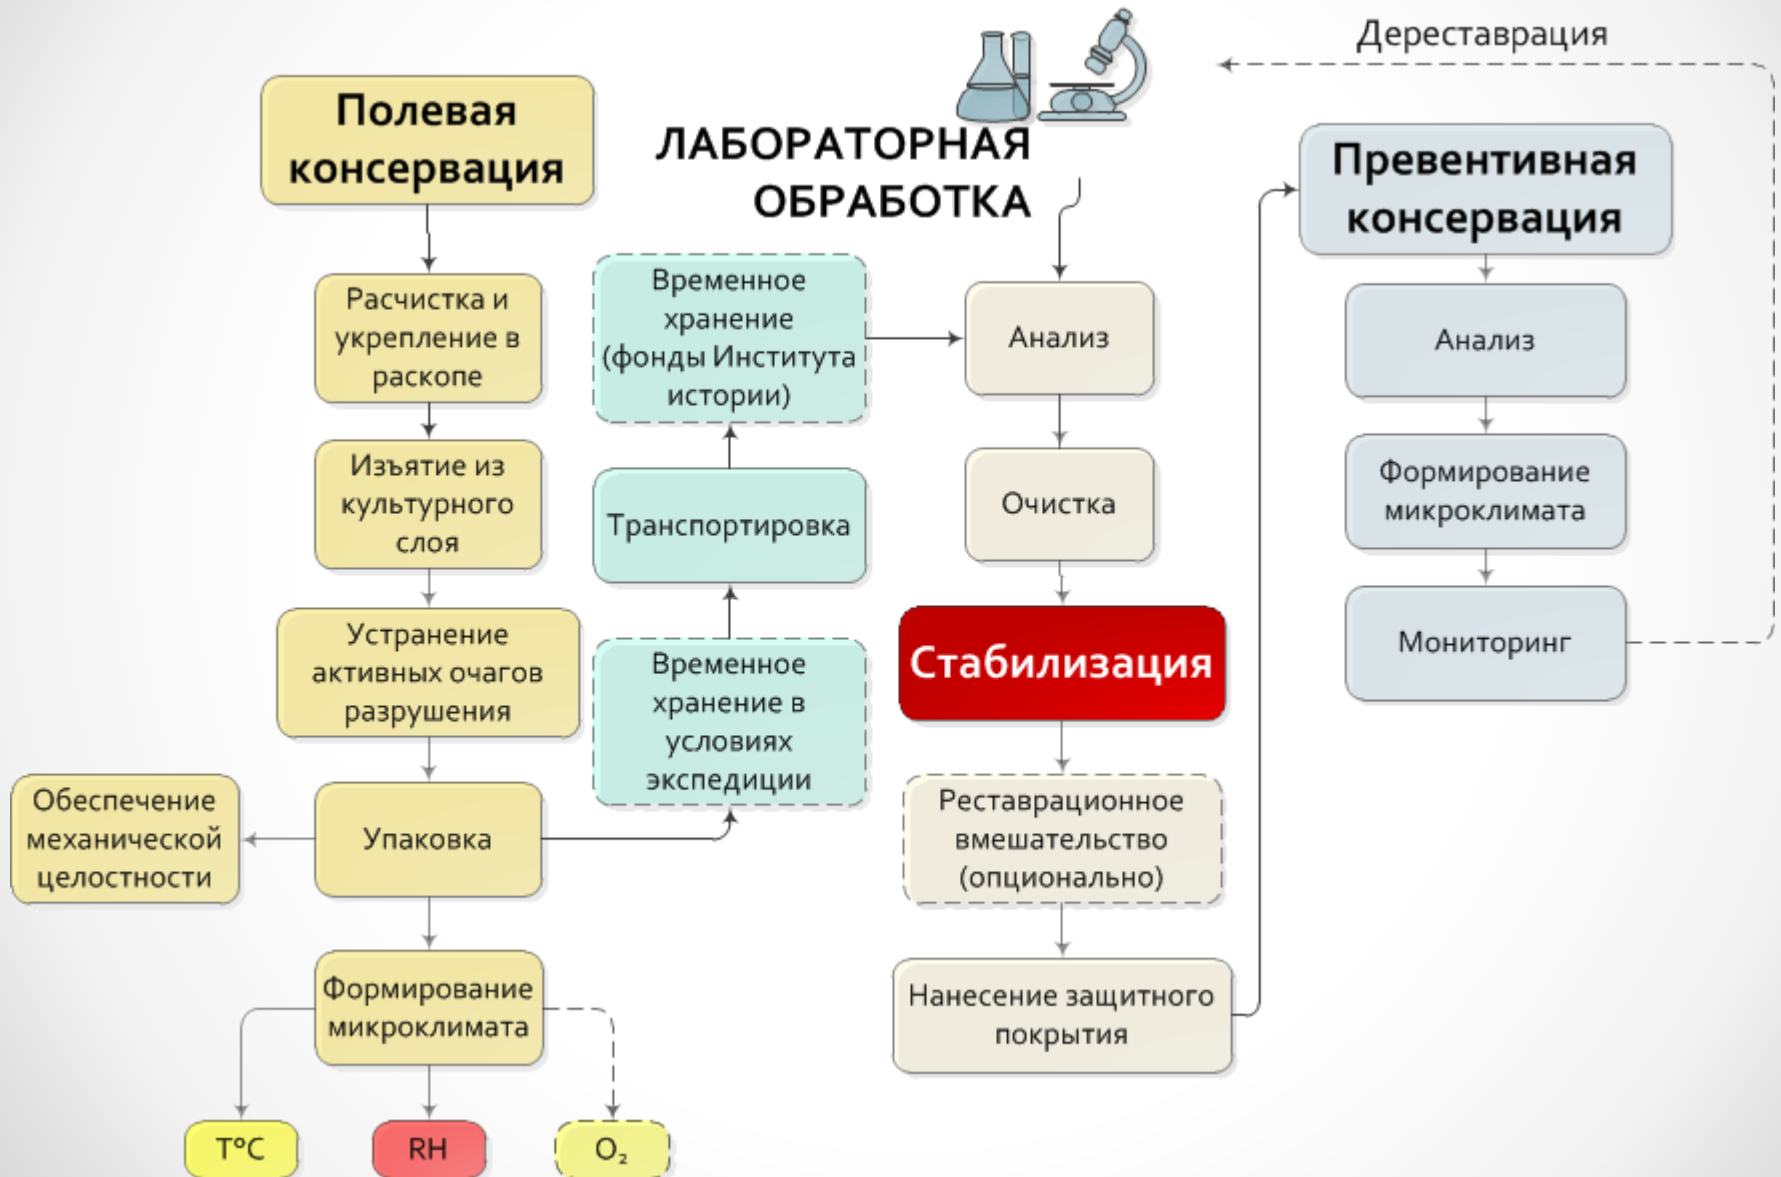 Полевая
консервация
Расчистка и
укрепление в
раскопе
Изъятие из
культурного
слоя
Устранение
активных очагов
разрушения
Обеспечение
механической
целостности
Упаковка
Формирование
микроклимата
T°C
RH
O₂
Временное
хранение
(фонды Института
истории)
Транспортировка
Временное
хранение в
условиях
экспедиции
ЛАБОРАТОРНАЯ
ОБРАБОТКА
Анализ
Очистка
Стабилизация
Реставрационное
вмешательство
(опционально)
Нанесение защитного
покрытия
Дереставрация
Превентивная
консервация
Анализ
Формирование
микроклимата
Мониторинг